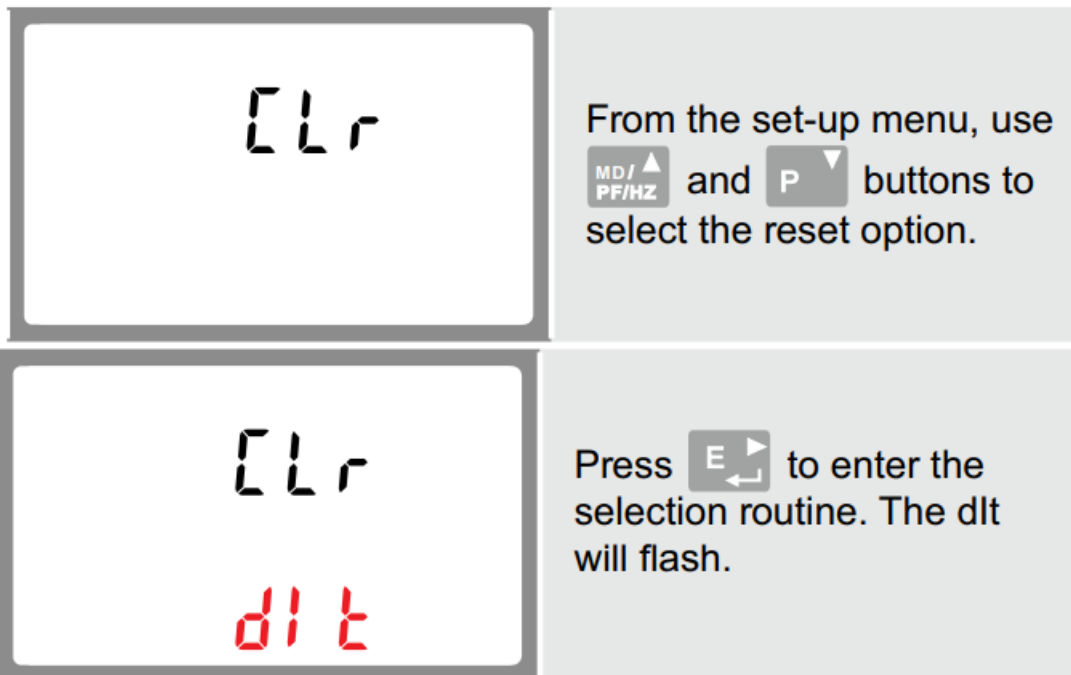 CLr
From the set-up menu, use
MD/
PF/HZ and P buttons to
select the reset option.
CLr
dIt
Press E to enter the
selection routine. The dIt
will flash.